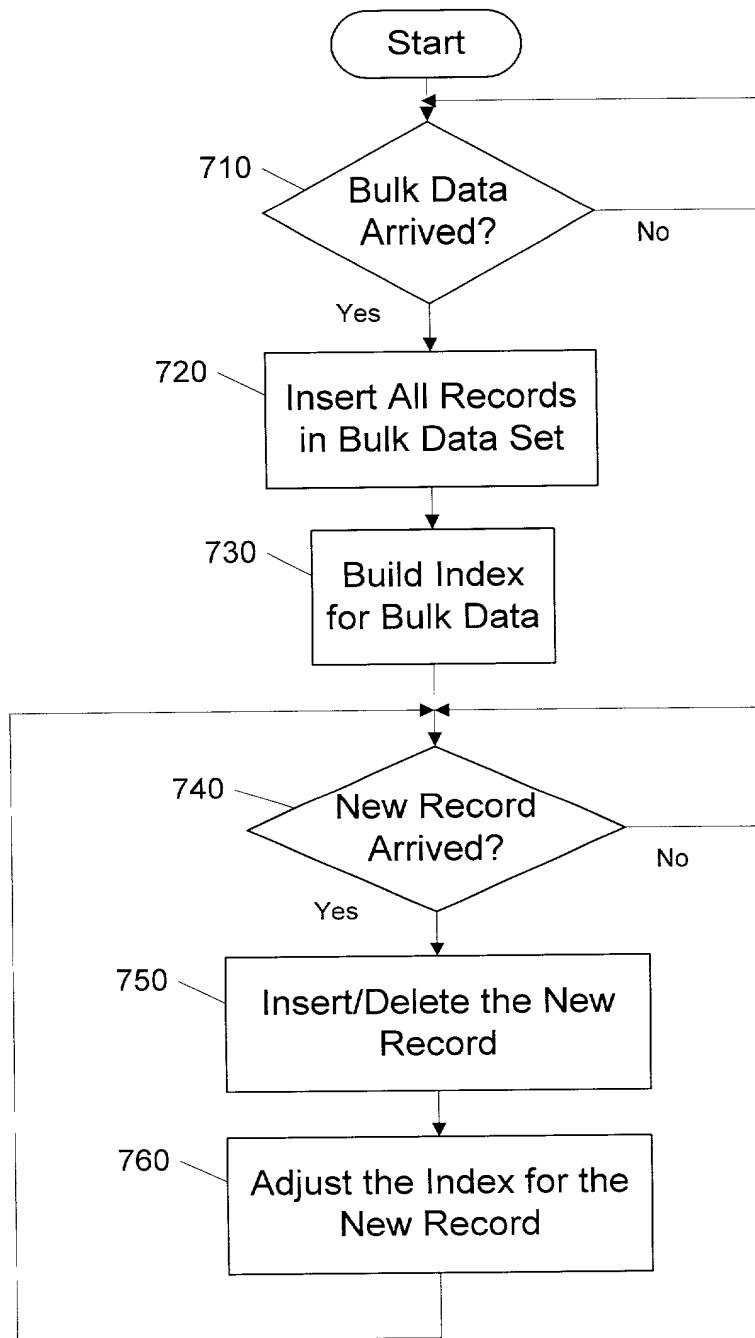 Start
710
Bulk Data
Arrived?
No
Yes
720
Insert All Records
in Bulk Data Set
730
Build Index
for Bulk Data
740
New Record
Arrived?
No
Yes
750
Insert/Delete the New
Record
760
Adjust the Index for the
New Record